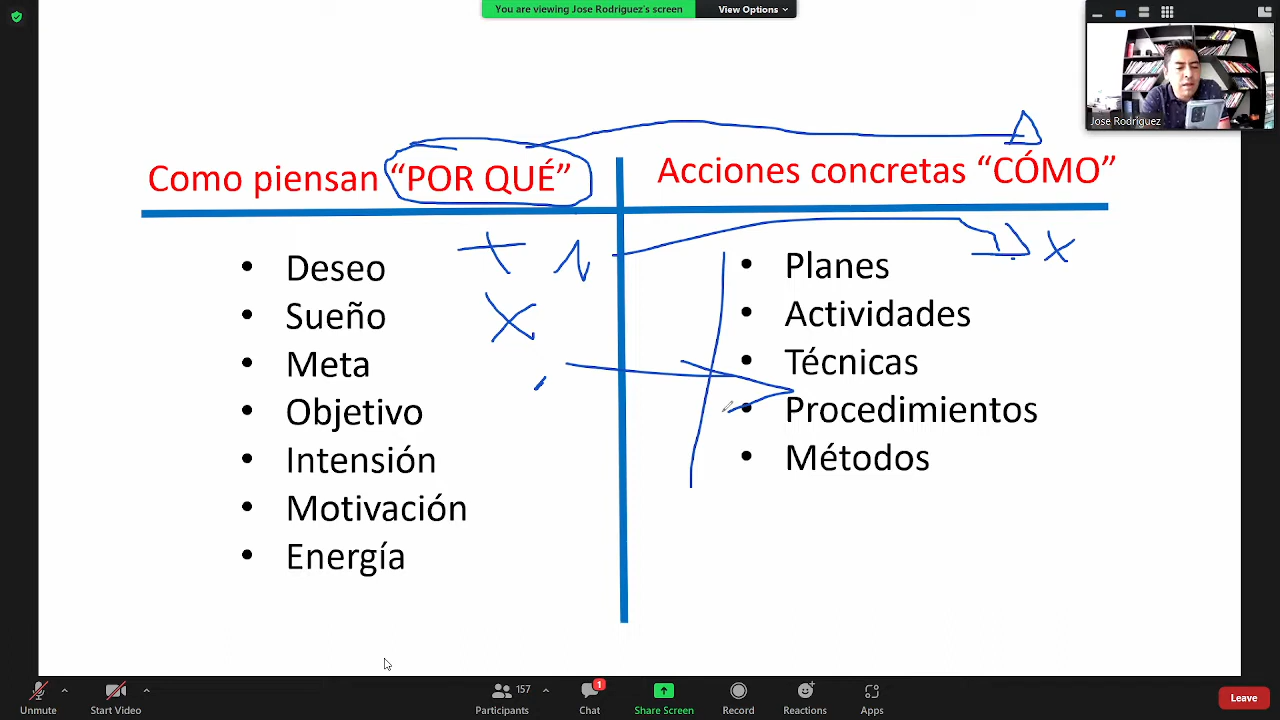 You are viewing Jose Rodriguez's screen View Options
Jose Rodriguez
Como piensan “POR QUÉ”
Acciones concretas “CÓMO”
+ N
X
X
• Deseo
• Sueño
• Meta
• Objetivo
• Intensión
• Motivación
• Energía
• Planes
• Actividades
• Técnicas
• Procedimientos
• Métodos
Unmute
Start Video
157
Participants
1
Chat
Share Screen
Record
Reactions
Apps
Leave